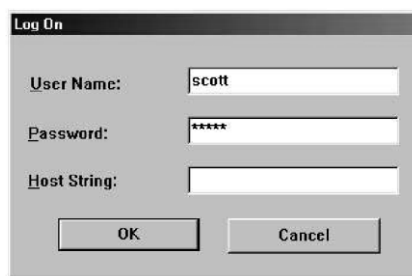 Log On
User Name: scott
Password: *****
Host String:
OK Cancel